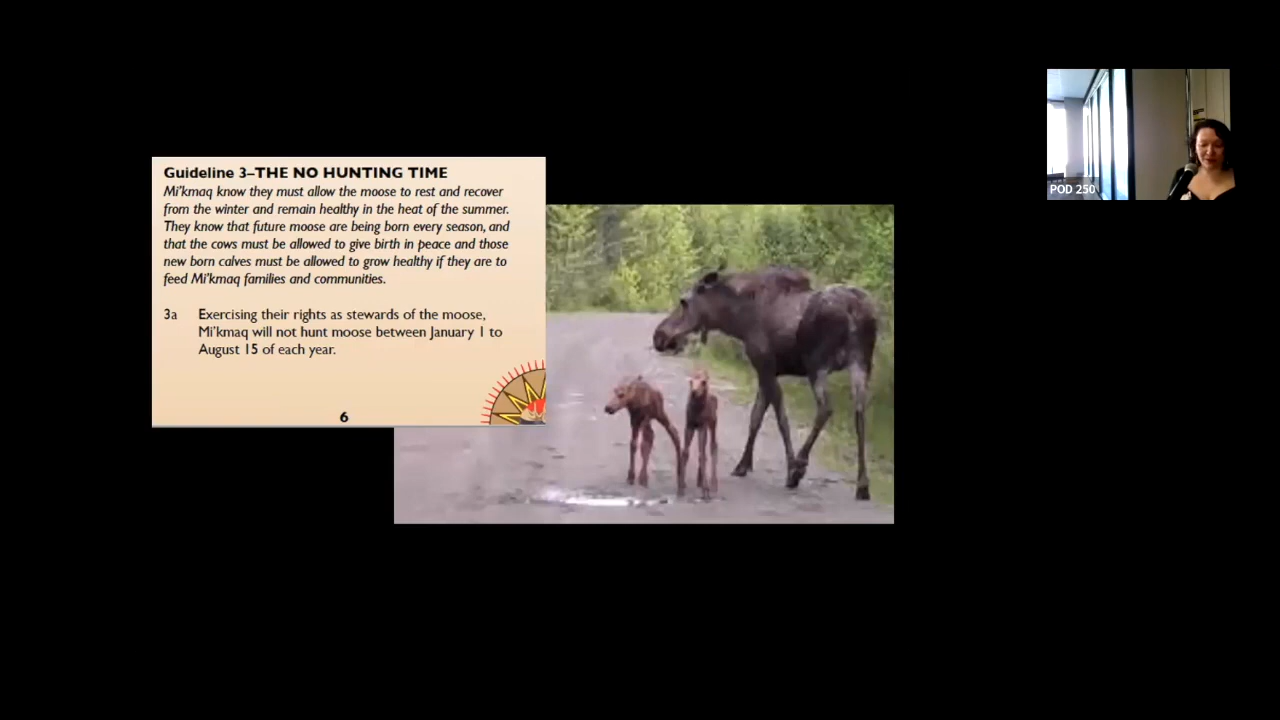 Guideline 3–THE NO HUNTING TIME
Mi'kmaq know they must allow the moose to rest and recover
from the winter and remain healthy in the heat of the summer.
They know that future moose are being born every season, and
that the cows must be allowed to give birth in peace and those
new born calves must be allowed to grow healthy if they are to
feed Mi'kmaq families and communities.
3a Exercising their rights as stewards of the moose,
Mi'kmaq will not hunt moose between January 1 to
August 15 of each year.
6
POD 250